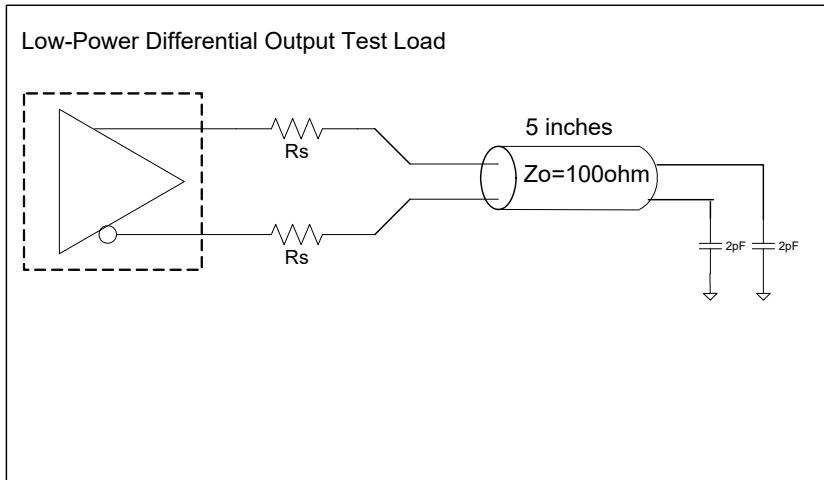 Low-Power Differential Output Test Load
5 inches
Rs
Zo=100ohm
Rs
2pF
2pF